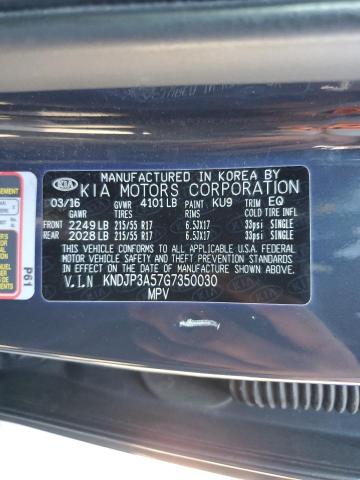 MANUFACTURED IN KOREA BY
KIA KIA MOTORS CORPORATION
03/16 GVWR 4101LB PAINT KU9 TRIM EQ
GAWR TIRES RIMS COLD TIRE INFL
FRONT 2249LB 215/55 R17 6.5JX17 33psi SINGLE
REAR 2028LB 215/55 R17 6.5JX17 33psi SINGLE
THIS VEHICLE CONFORMS TO ALL APPLICABLE U.S.A. FEDERAL
MOTOR VEHICLE SAFETY AND THEFT PREVENTION
STANDARDS IN EFFECT ON THE DATE OF MANUFACTURE
SHOWN ABOVE.
V.I.N KNDJP3A57G7350030
MPV
P61